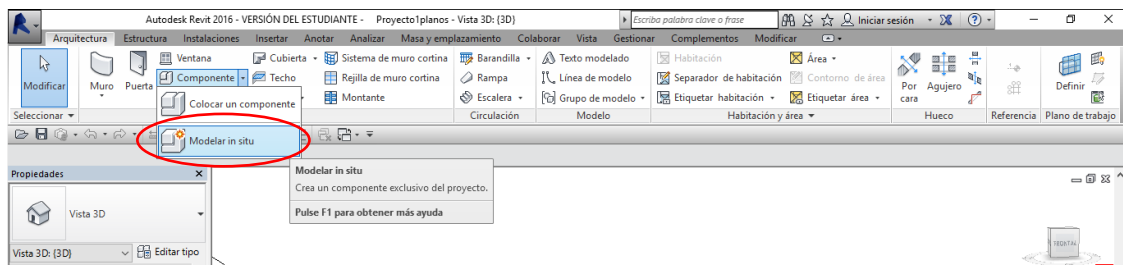 Autodesk Revit 2016 - VERSIÓN DEL ESTUDIANTE - Proyecto1planos - Vista 3D: {3D}
Escriba palabra clave o frase
Iniciar sesión
Arquitectura Estructura Instalaciones Insertar Anotar Analizar Masa y emplazamiento Colaborar Vista Gestionar Complementos Modificar
Modificar
Muro
Puerta
Ventana
Componente
Cubierta
Techo
Sistema de muro cortina
Rejilla de muro cortina
Montante
Barandilla
Rampa
Escalera
Texto modelado
Línea de modelo
Grupo de modelo
Habitación
Separador de habitación
Etiquetar habitación
Área
Contorno de área
Etiquetar área
Por cara
Agujero
Definir
Seleccionar
Circulación
Modelo
Habitación y área
Hueco
Referencia
Plano de trabajo
Colocar un componente
Modelar in situ
Modelar in situ
Crea un componente exclusivo del proyecto.
Pulse F1 para obtener más ayuda
Propiedades
Vista 3D
Vista 3D: {3D}
Editar tipo